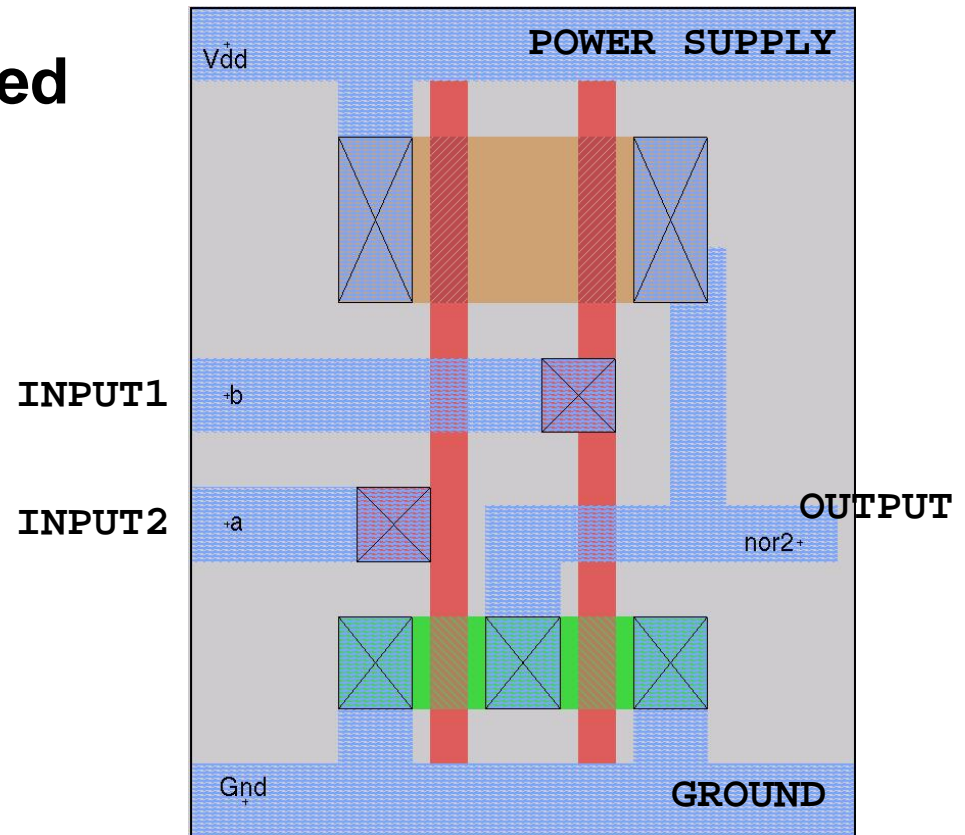 POWER SUPPLY
Vdd
ed
INPUT1
b
INPUT2
a
OUTPUT
nor2
Gnd
GROUND